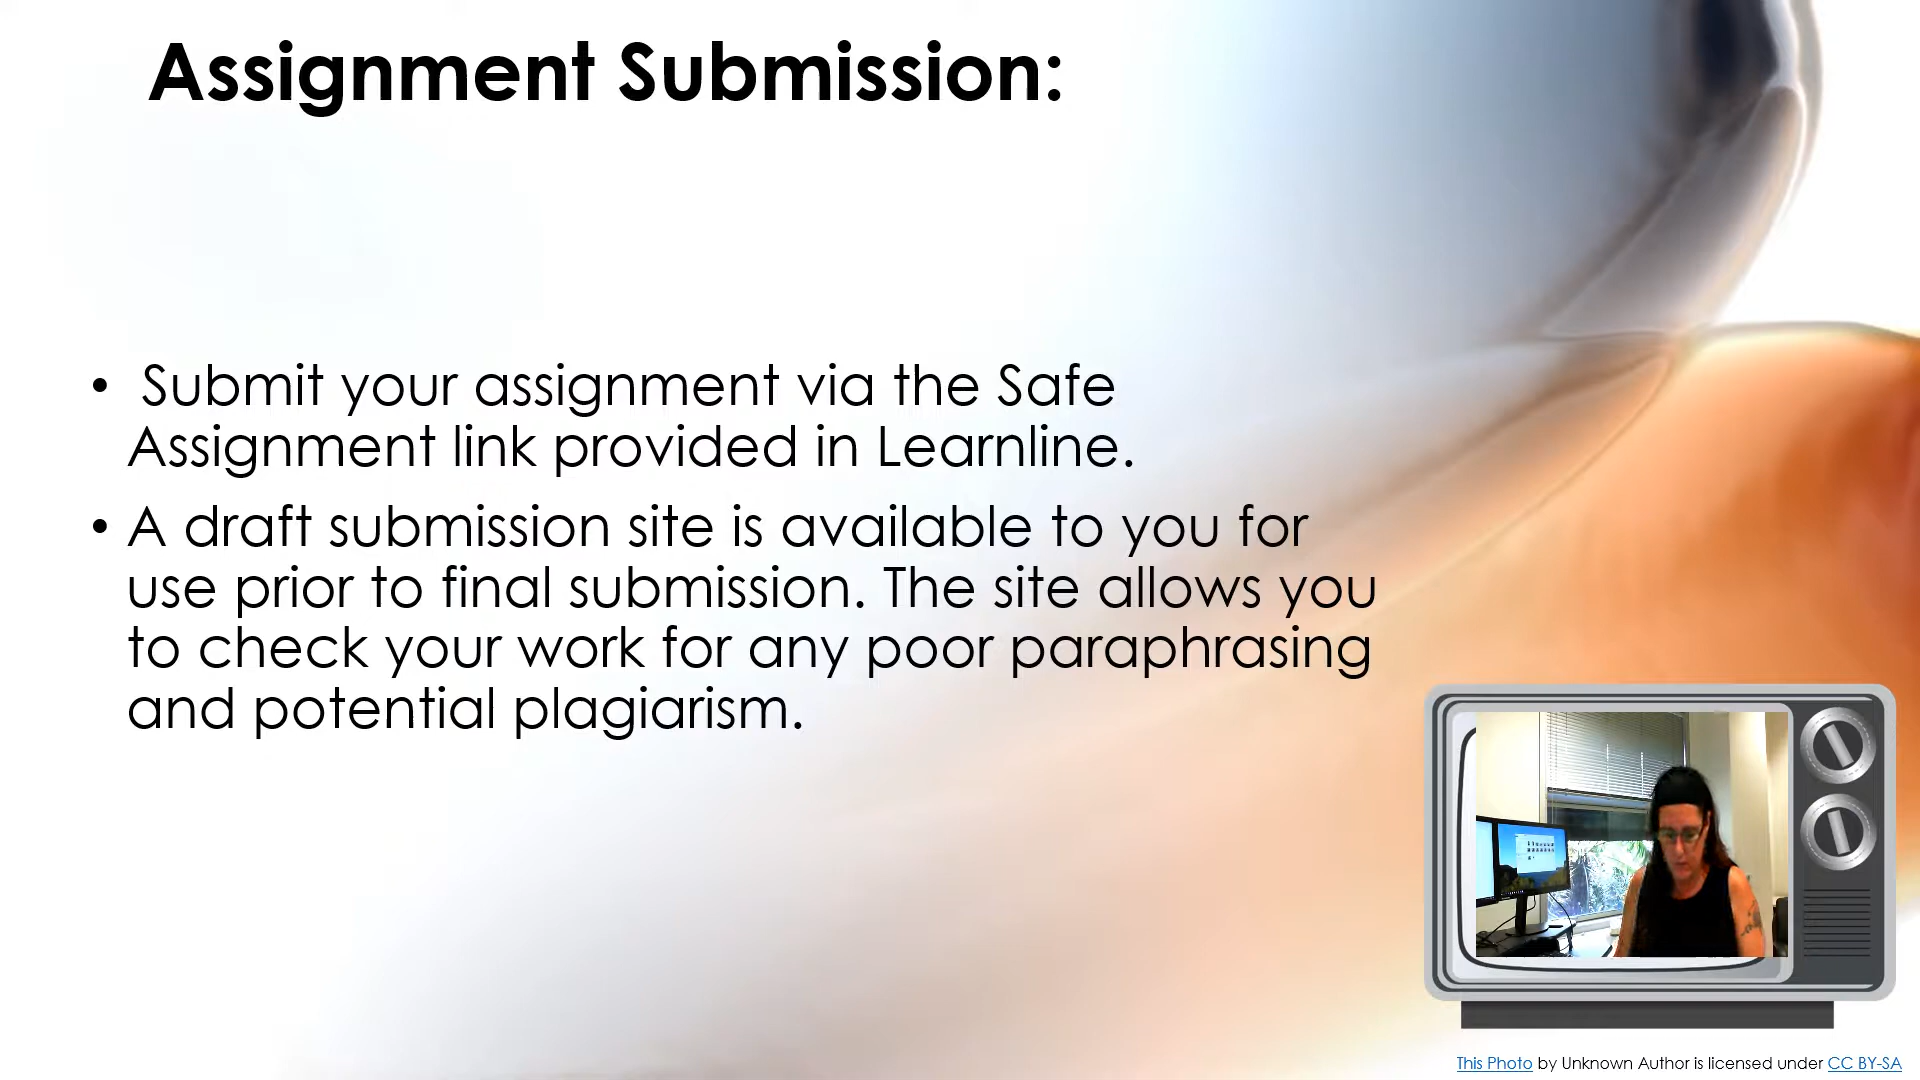 Assignment Submission:
• Submit your assignment via the Safe
Assignment link provided in Learnline.
• A draft submission site is available to you for
use prior to final submission. The site allows you
to check your work for any poor paraphrasing
and potential plagiarism.
This Photo by Unknown Author is licensed under CC BY-SA